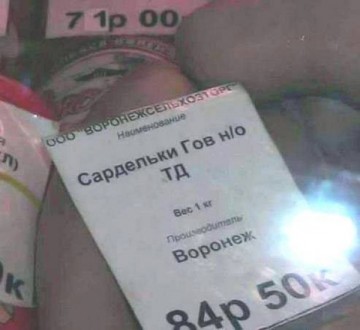 71р 00
ООО "ВОРОНЕЖСЕЛЬХОЗТОРГ
Наименование
Сардельки Гов н/о
ТД
Вес 1 кг
Производитель
Воронеж
84р 50к